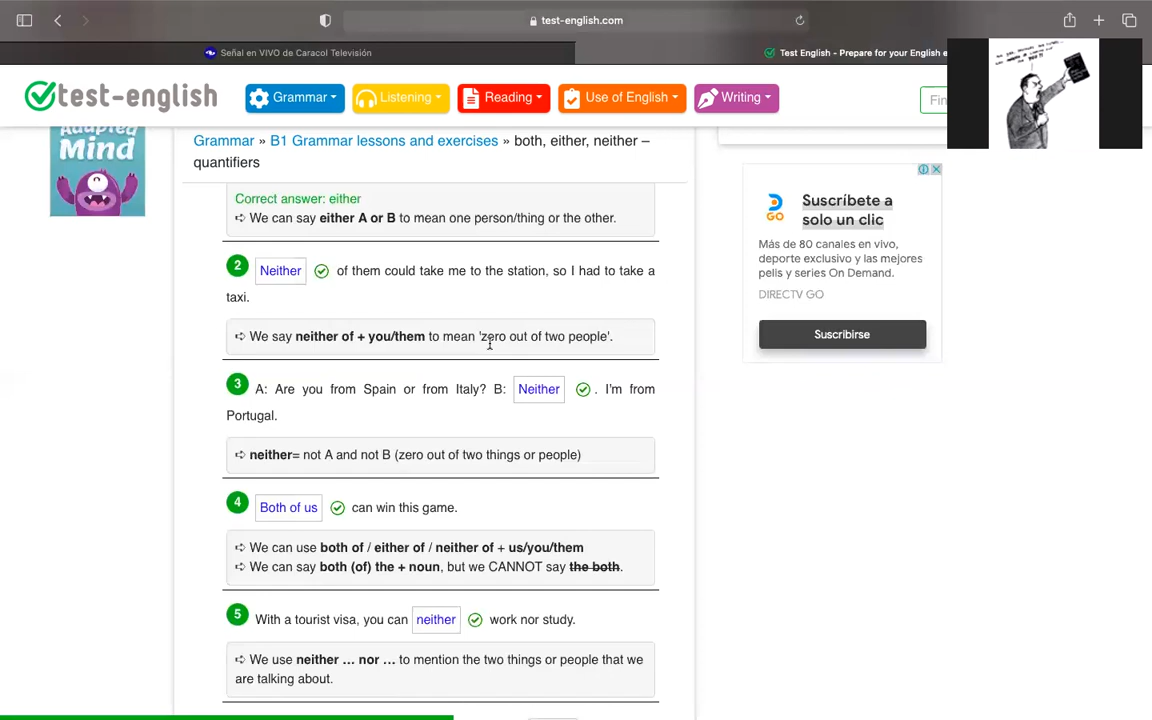 test-english.com
Señal en VIVO de Caracol Televisión
Test English - Prepare for your English e
test-english
Grammar
Listening
Reading
Use of English
Writing
Fin
Adapted
Mind
Grammar » B1 Grammar lessons and exercises » both, either, neither –
quantifiers
Correct answer: either
➪ We can say either A or B to mean one person/thing or the other.
2 Neither of them could take me to the station, so I had to take a
taxi.
➪ We say neither of + you/them to mean 'zero out of two people'.
3 A: Are you from Spain or from Italy? B: Neither . I'm from
Portugal.
➪ neither= not A and not B (zero out of two things or people)
4 Both of us can win this game.
➪ We can use both of / either of / neither of + us/you/them
➪ We can say both (of) the + noun, but we CANNOT say the both.
5 With a tourist visa, you can neither work nor study.
➪ We use neither … nor … to mention the two things or people that we
are talking about.
GO
Suscríbete a
solo un clic
Más de 80 canales en vivo,
deporte exclusivo y las mejores
pelis y series On Demand.
DIRECTV GO
Suscribirse